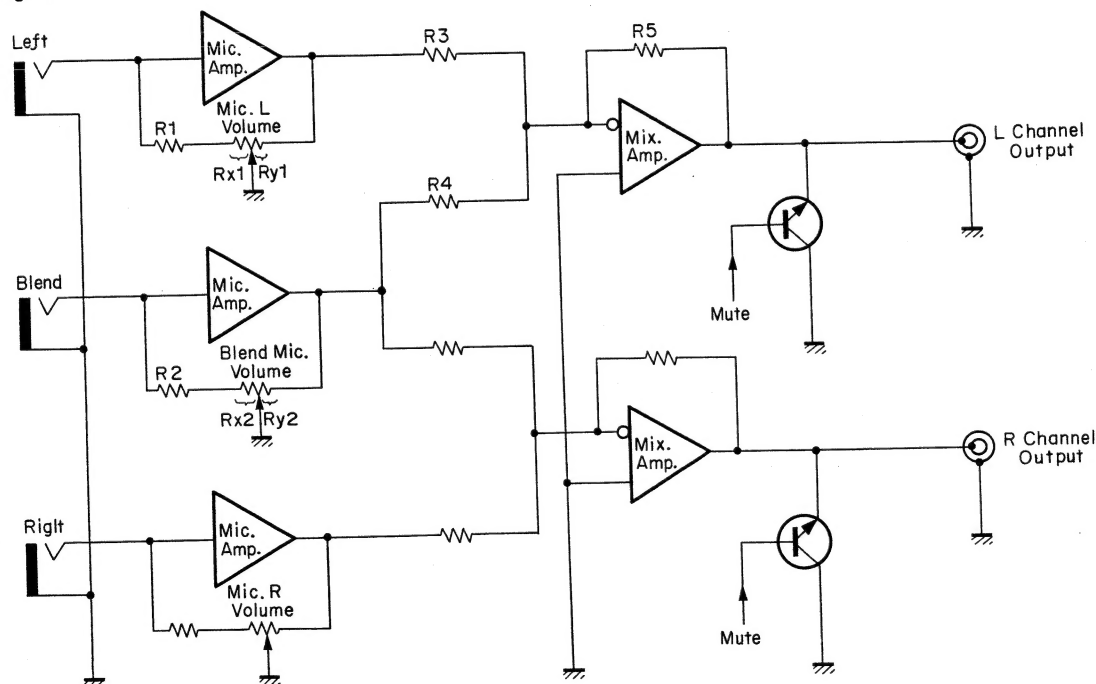 Left
Mic.
Amp.
Mic. L
Volume
R1
Rx1 Ry1
R3
R4
R5
Mix.
Amp.
L Channel
Output
Mute
Blend
Mic.
Amp.
Blend Mic.
Volume
R2
Rx2 Ry2
Mix.
Amp.
R Channel
Output
Mute
Riglt
Mic.
Amp.
Mic. R
Volume